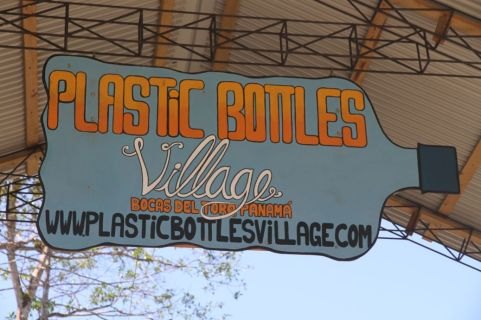 PLASTIC BOTTLES
Village
BOCAS DEL TORO PANAMÁ
WWW.PLASTICBOTTLESVILLAGE.COM